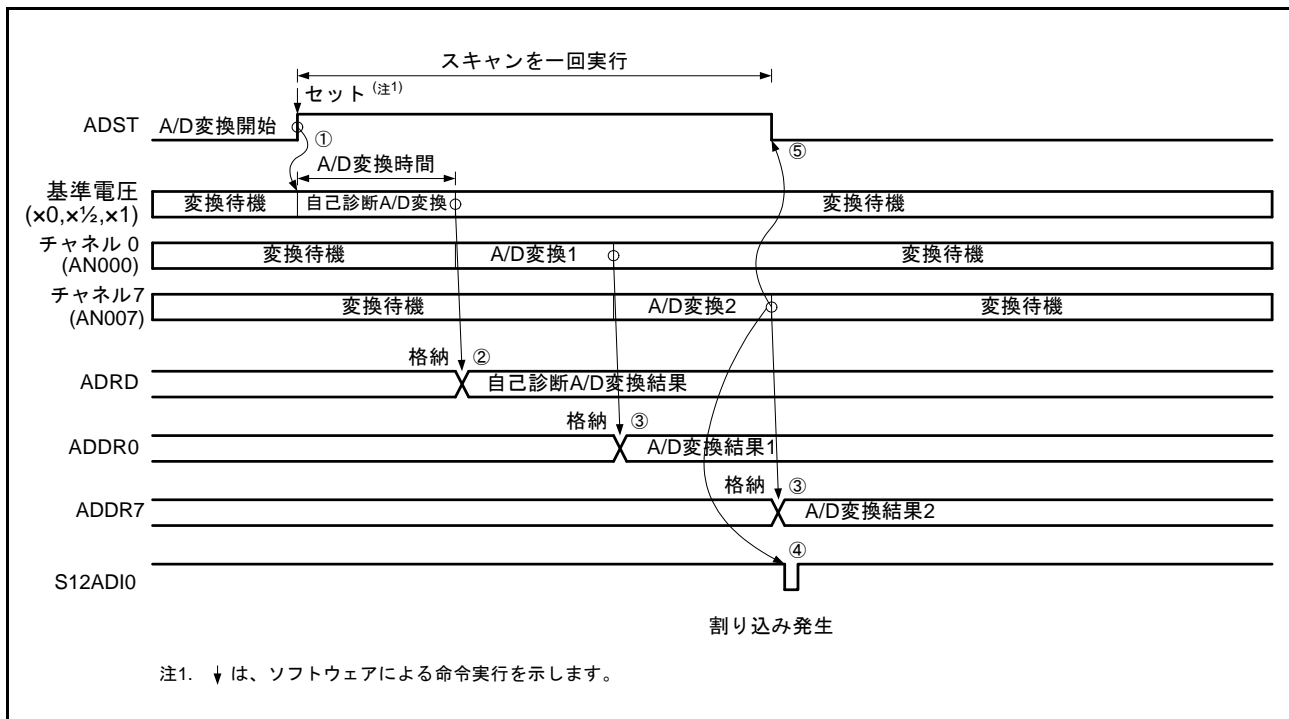 スキャンを一回実行
セット(注1)
ADST A/D変換開始 ①
A/D変換時間 ⑤
基準電圧
(×0,×½,×1) 変換待機 自己診断A/D変換 変換待機
チャネル 0
(AN000) 変換待機 A/D変換1 変換待機
チャネル7
(AN007) 変換待機 A/D変換2 変換待機
格納 ②
ADRD 自己診断A/D変換結果
格納 ③
ADDR0 A/D変換結果1
格納 ③
ADDR7 A/D変換結果2
④
S12ADI0
割り込み発生
注1. ↓ は、ソフトウェアによる命令実行を示します。